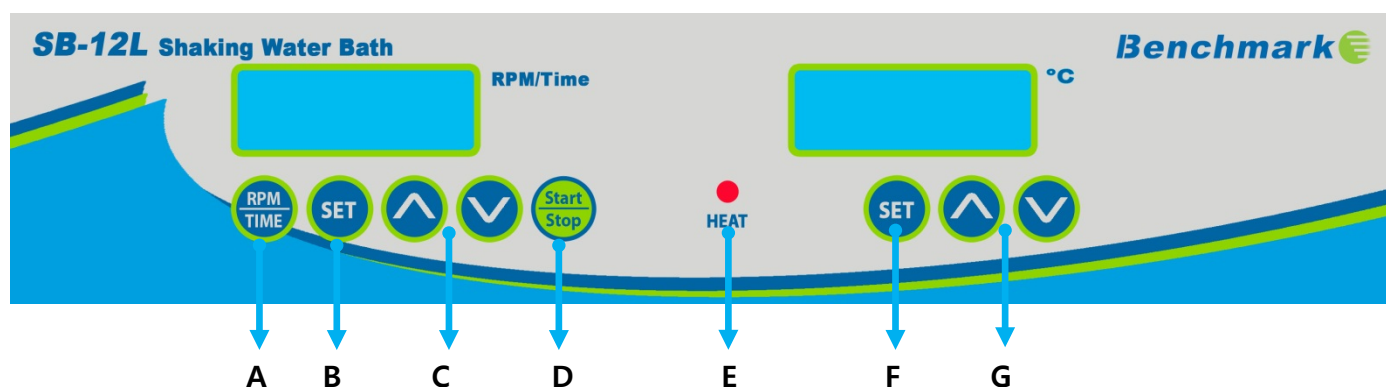 SB-12L Shaking Water Bath
Benchmark
RPM/Time
°C
RPM
TIME
SET
Start
Stop
HEAT
SET
A B C D E F G